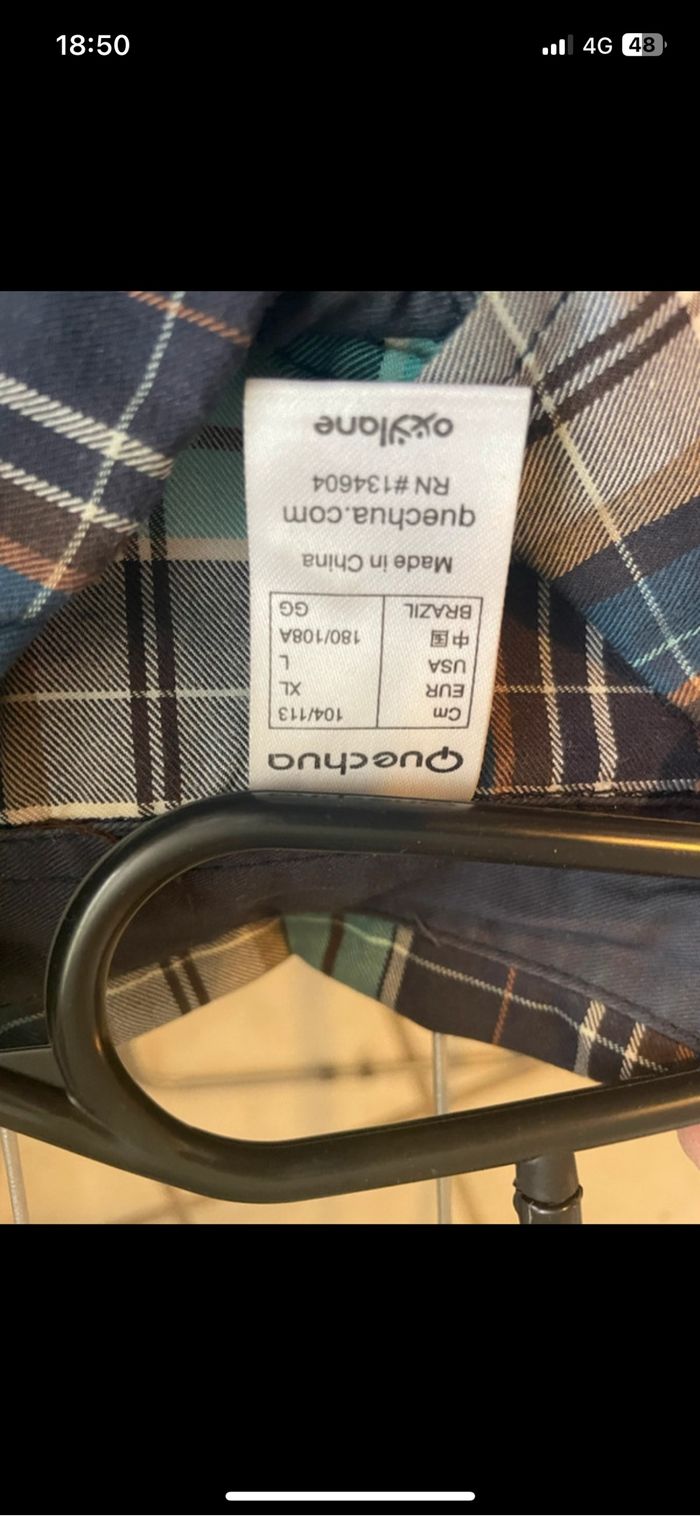 18:50
4G 48
Quechua
Cm 104/113
EUR XL
USA L
中国 180/108A
BRAZIL GG
Made in China
quechua.com
RN #134604
oxylane